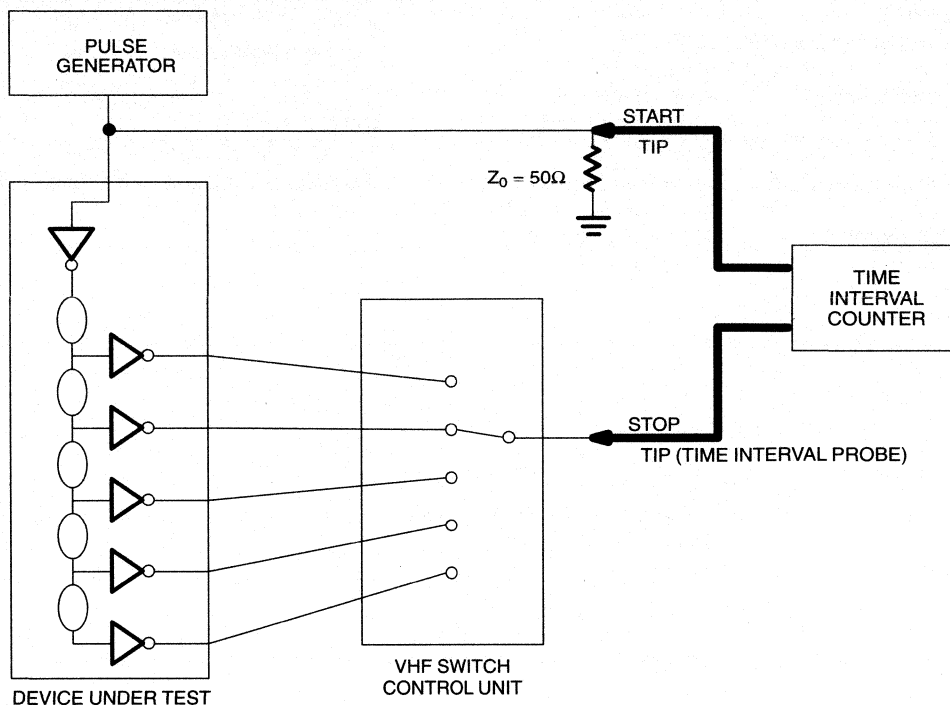 PULSE
GENERATOR
START
TIP
Z₀ = 50Ω
TIME
INTERVAL
COUNTER
STOP
TIP (TIME INTERVAL PROBE)
VHF SWITCH
CONTROL UNIT
DEVICE UNDER TEST